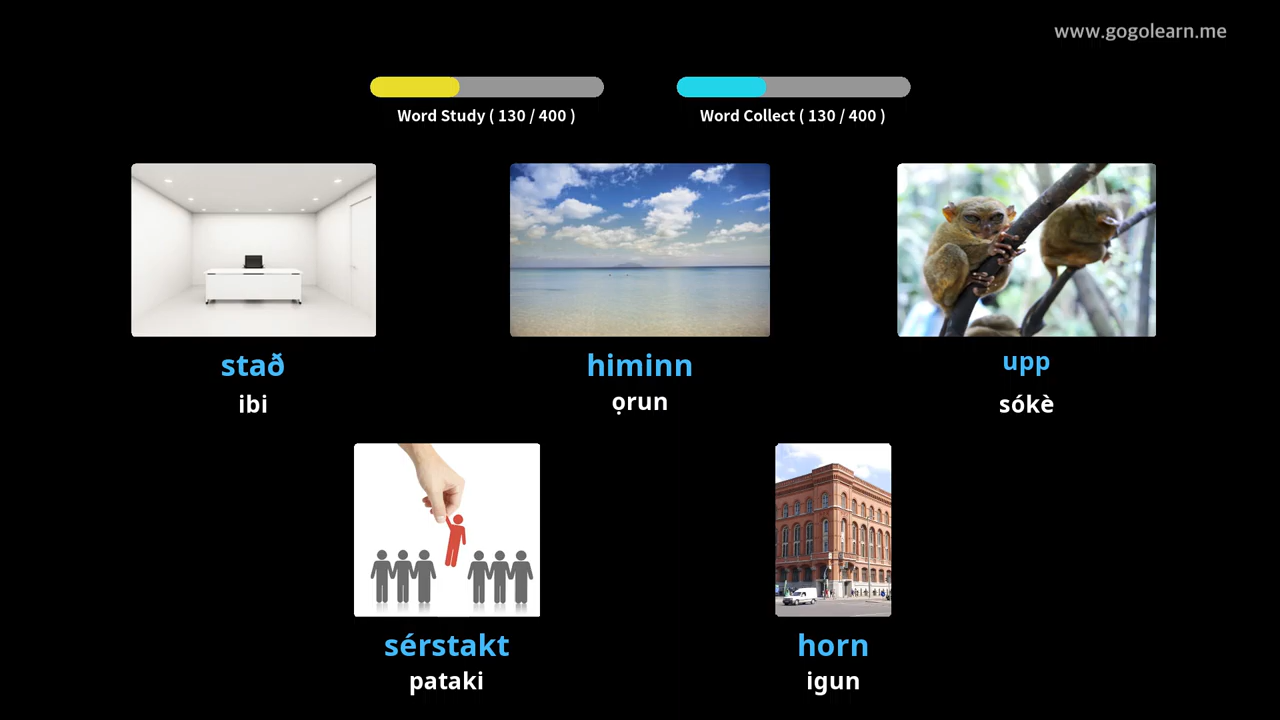 www.gogolearn.me
Word Study ( 130 / 400 )
Word Collect ( 130 / 400 )
stað
ibi
himinn
ọrun
upp
sókè
sérstakt
pataki
horn
igun